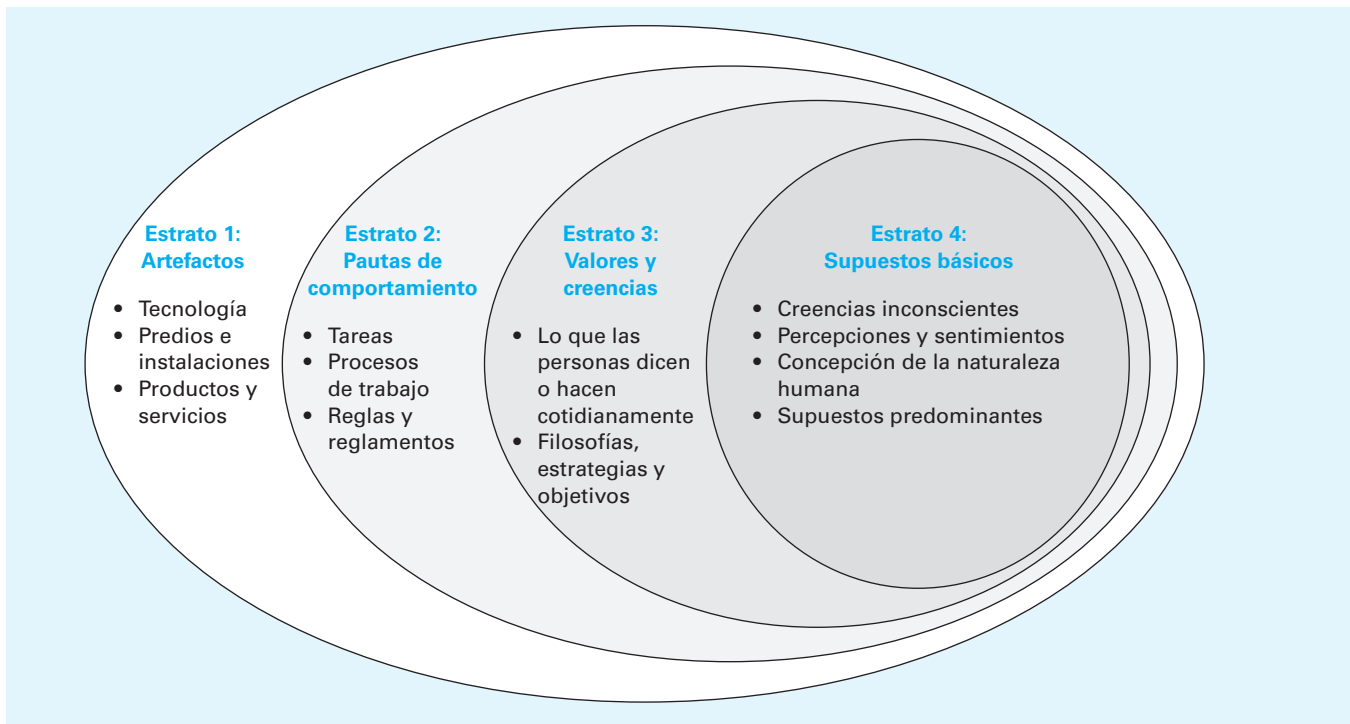 Estrato 1:
Artefactos
• Tecnología
• Predios e
instalaciones
• Productos y
servicios
Estrato 2:
Pautas de
comportamiento
• Tareas
• Procesos
de trabajo
• Reglas y
reglamentos
Estrato 3:
Valores y
creencias
• Lo que las
personas dicen
o hacen
cotidianamente
• Filosofías,
estrategias y
objetivos
Estrato 4:
Supuestos básicos
• Creencias inconscientes
• Percepciones y sentimientos
• Concepción de la naturaleza
humana
• Supuestos predominantes